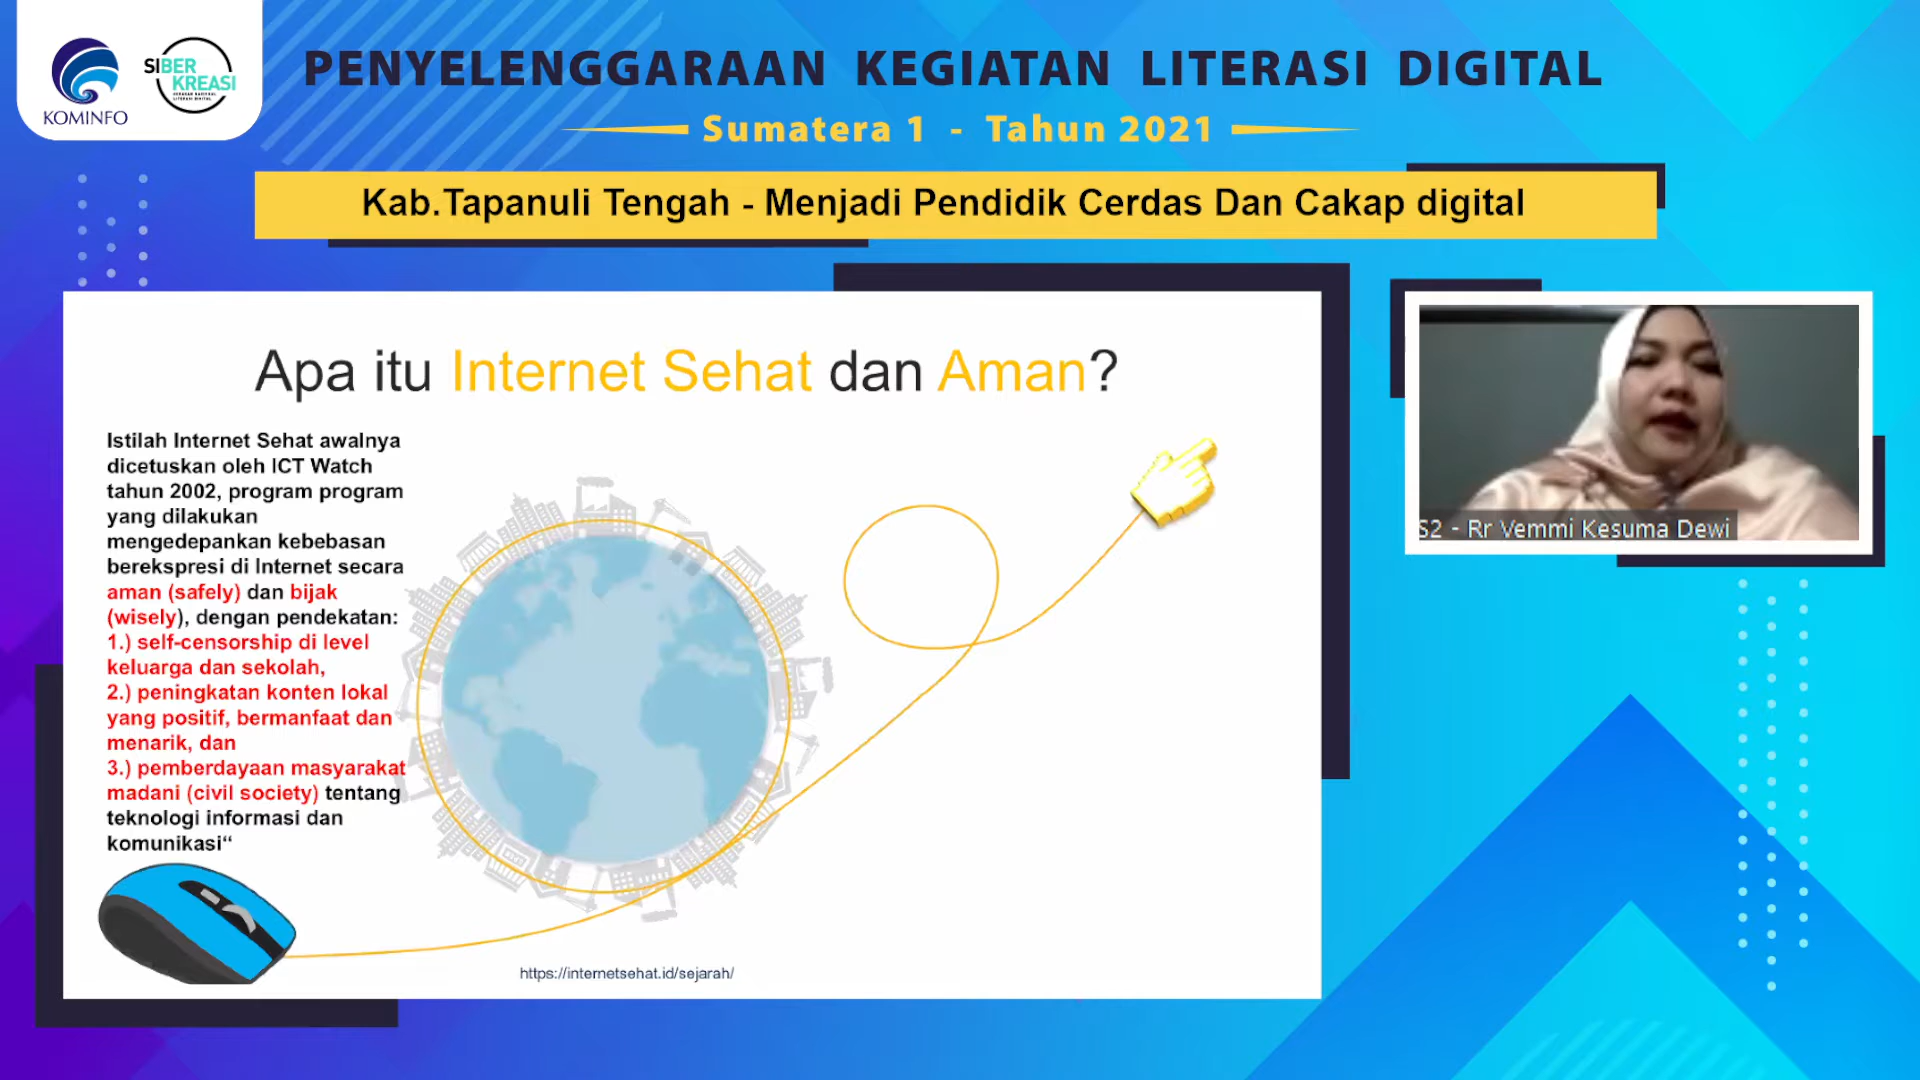 KOMINFO
SIBER
KREASI
PENYELENGGARAAN KEGIATAN LITERASI DIGITAL
Sumatera 1 - Tahun 2021
Kab.Tapanuli Tengah - Menjadi Pendidik Cerdas Dan Cakap digital
Apa itu Internet Sehat dan Aman?
Istilah Internet Sehat awalnya
dicetuskan oleh ICT Watch
tahun 2002, program program
yang dilakukan
mengedepankan kebebasan
berekspresi di Internet secara
aman (safely) dan bijak
(wisely), dengan pendekatan:
1.) self-censorship di level
keluarga dan sekolah,
2.) peningkatan konten lokal
yang positif, bermanfaat dan
menarik, dan
3.) pemberdayaan masyarakat
madani (civil society) tentang
teknologi informasi dan
komunikasi“
https://internetsehat.id/sejarah/
S2 - Rr Vemmi Kesuma Dewi